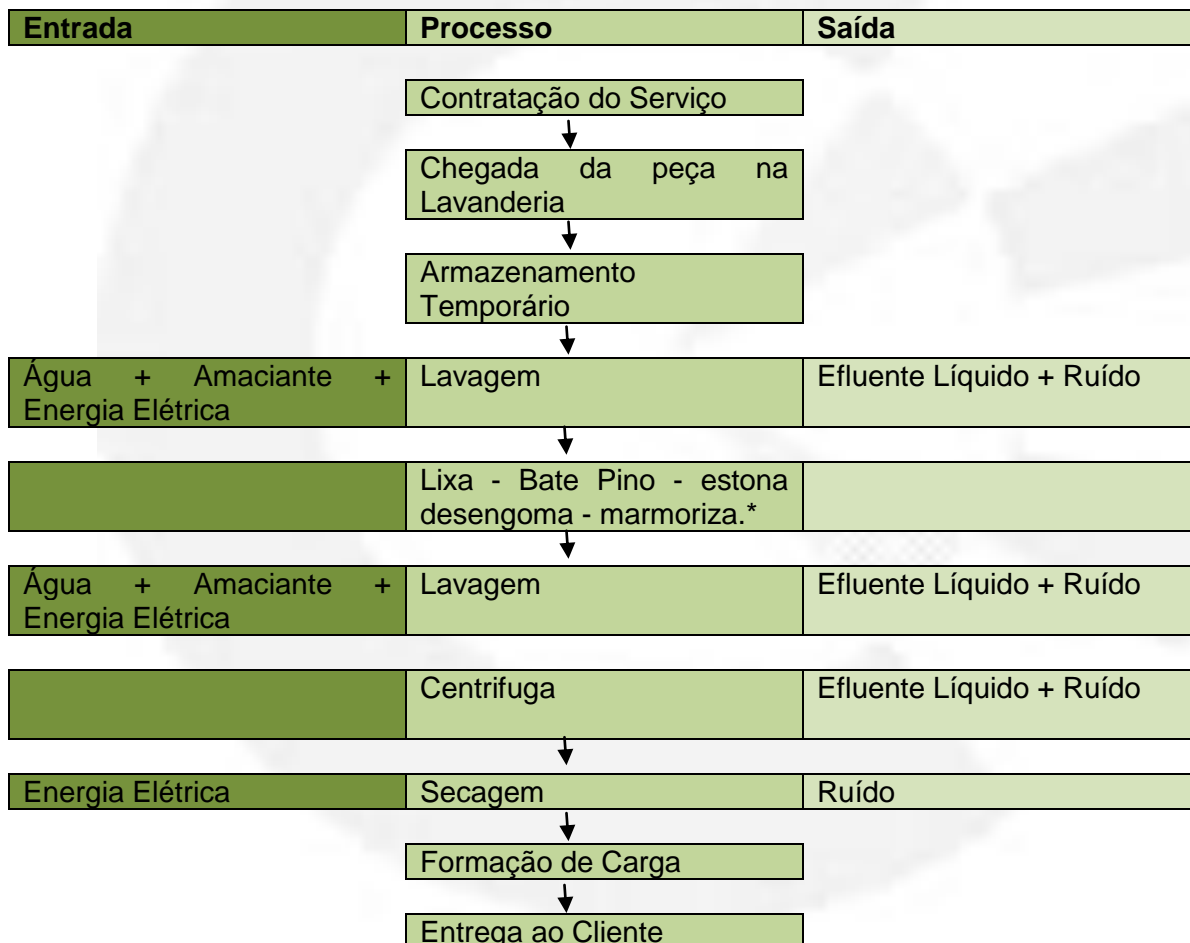 Entrada Processo Saída
Contratação do Serviço
Chegada da peça na
Lavanderia
Armazenamento
Temporário
Água + Amaciante +
Energia Elétrica
Lavagem
Efluente Líquido + Ruído
Lixa - Bate Pino - estona
desengoma - marmoriza.*
Água + Amaciante +
Energia Elétrica
Lavagem
Efluente Líquido + Ruído
Centrifuga
Efluente Líquido + Ruído
Energia Elétrica
Secagem
Ruído
Formação de Carga
Entrega ao Cliente